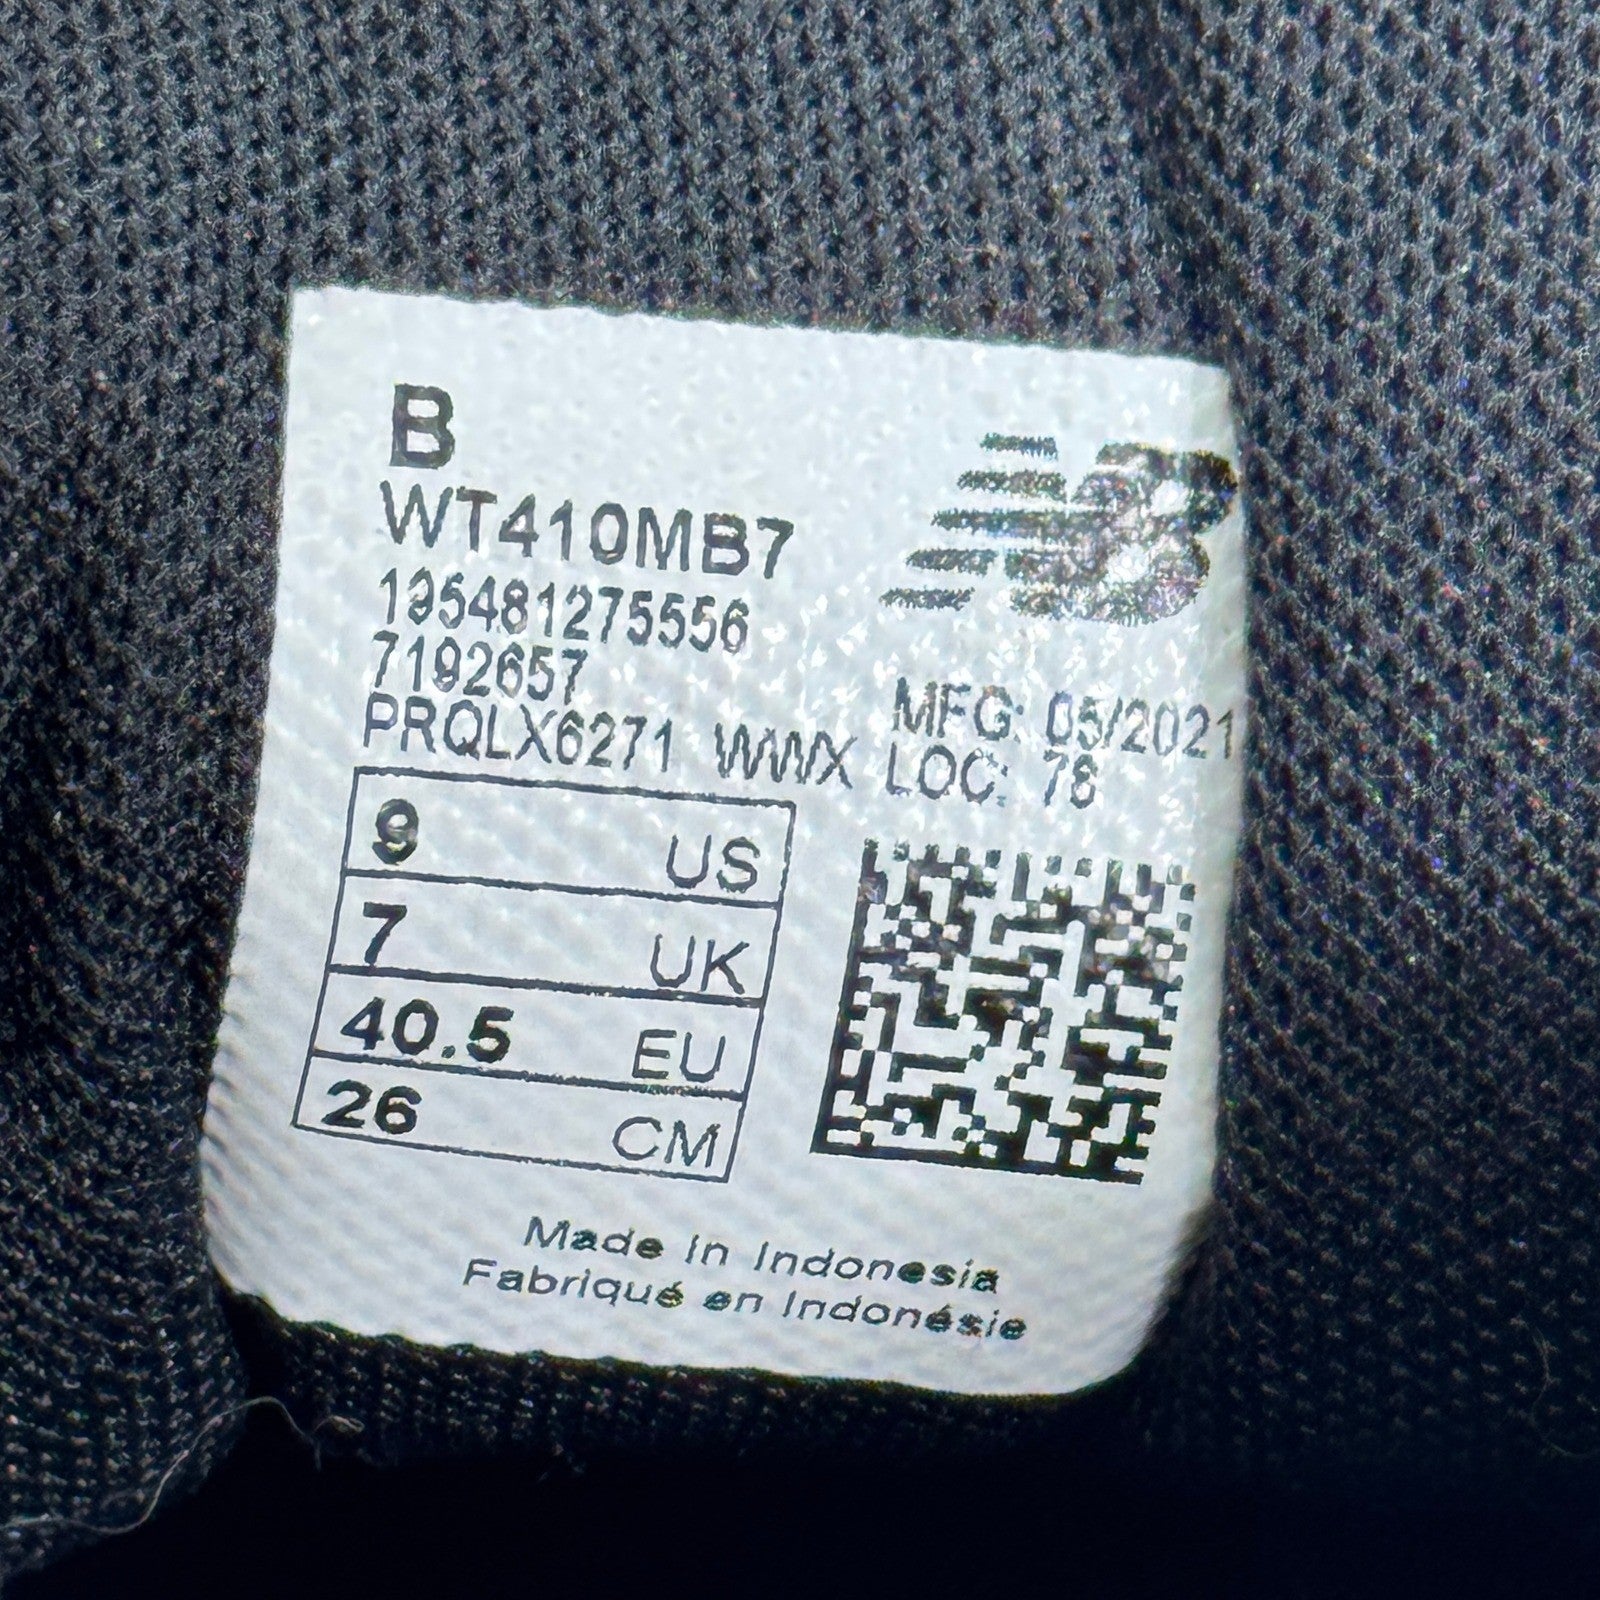 B
WT410MB7
195481275556
7192657
PRQLX6271 WWX
MFG: 05/2021
LOC: 78
9 US
7 UK
40.5 EU
26 CM
Made in Indonesia
Fabriqué en Indonésie